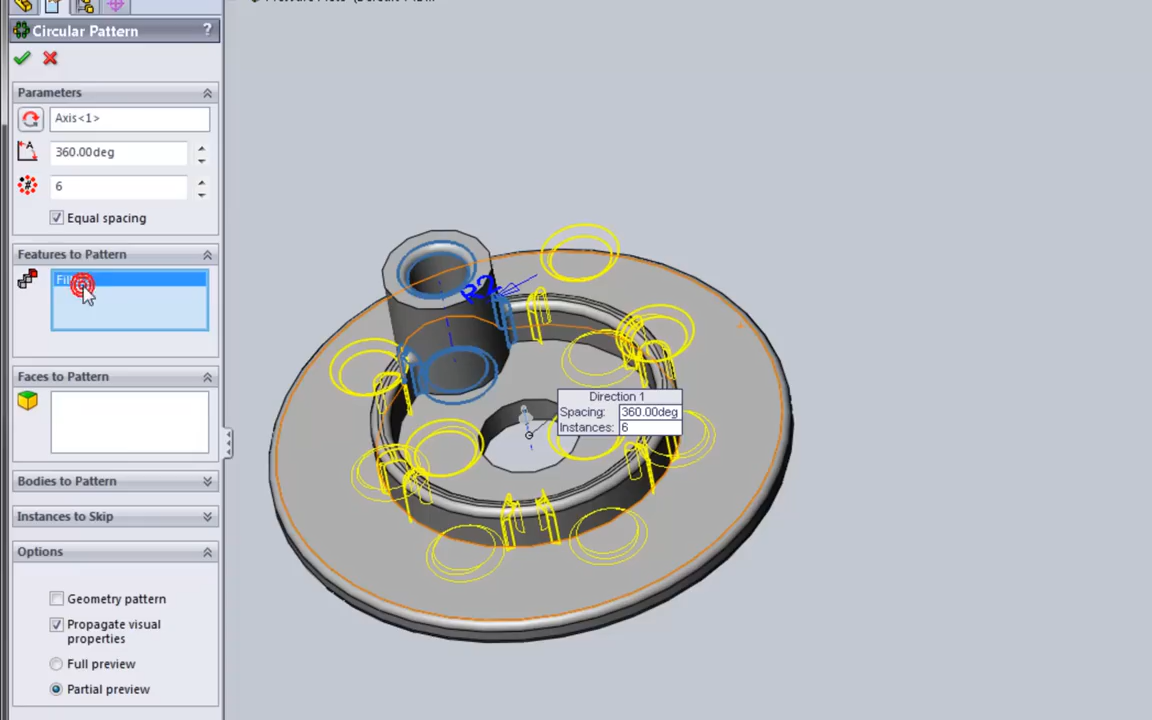 Circular Pattern
?
Parameters
Axis<1>
360.00deg
6
Equal spacing
Features to Pattern
Faces to Pattern
Bodies to Pattern
Instances to Skip
Options
Geometry pattern
Propagate visual
properties
Full preview
Partial preview
R2
Direction 1
Spacing: 360.00deg
Instances: 6